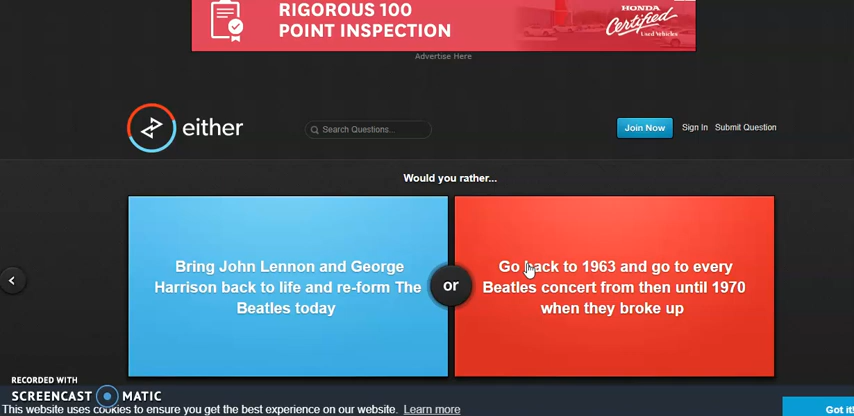 RIGOROUS 100
POINT INSPECTION
HONDA
Certified
Used Vehicles
Advertise Here
either
Search Questions...
Join Now
Sign In
Submit Question
Would you rather...
Bring John Lennon and George
Harrison back to life and re-form The
Beatles today
or
Go back to 1963 and go to every
Beatles concert from then until 1970
when they broke up
RECORDED WITH
SCREENCAST MATIC
This website uses cookies to ensure you get the best experience on our website. Learn more
Got it!